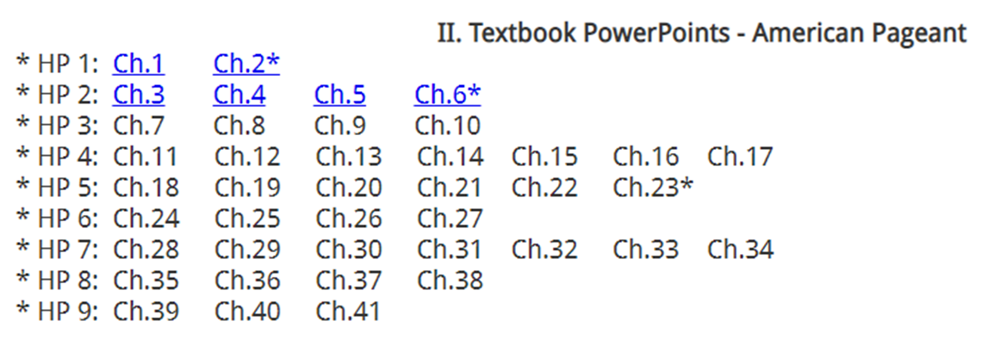 II. Textbook PowerPoints - American Pageant
* HP 1: Ch.1 Ch.2*
* HP 2: Ch.3 Ch.4 Ch.5 Ch.6*
* HP 3: Ch.7 Ch.8 Ch.9 Ch.10
* HP 4: Ch.11 Ch.12 Ch.13 Ch.14 Ch.15 Ch.16 Ch.17
* HP 5: Ch.18 Ch.19 Ch.20 Ch.21 Ch.22 Ch.23*
* HP 6: Ch.24 Ch.25 Ch.26 Ch.27
* HP 7: Ch.28 Ch.29 Ch.30 Ch.31 Ch.32 Ch.33 Ch.34
* HP 8: Ch.35 Ch.36 Ch.37 Ch.38
* HP 9: Ch.39 Ch.40 Ch.41